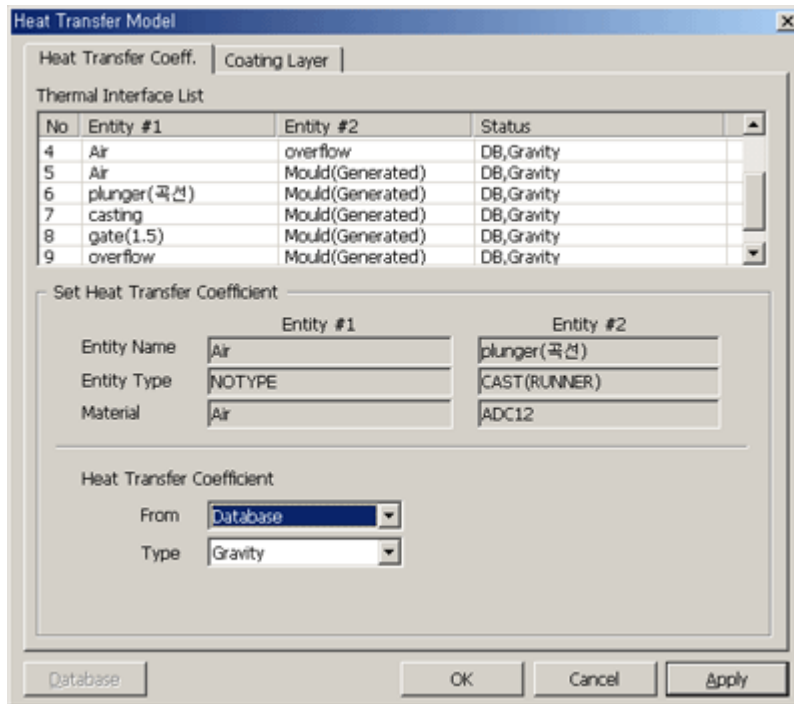 Heat Transfer Model
Heat Transfer Coeff. Coating Layer
Thermal Interface List
No Entity #1 Entity #2 Status
4 Air overflow DB,Gravity
5 Air Mould(Generated) DB,Gravity
6 plunger(곡선) Mould(Generated) DB,Gravity
7 casting Mould(Generated) DB,Gravity
8 gate(1.5) Mould(Generated) DB,Gravity
9 overflow Mould(Generated) DB,Gravity
Set Heat Transfer Coefficient
Entity #1 Entity #2
Entity Name Air plunger(곡선)
Entity Type NOTYPE CAST(RUNNER)
Material Air ADC12
Heat Transfer Coefficient
From Database
Type Gravity
Database OK Cancel Apply